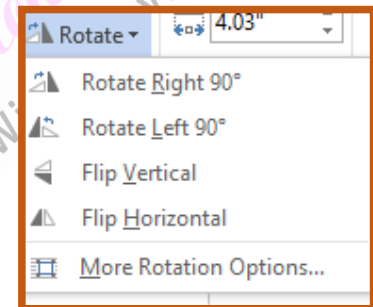 Rotate 4.03"
Rotate Right 90°
Rotate Left 90°
Flip Vertical
Flip Horizontal
More Rotation Options...